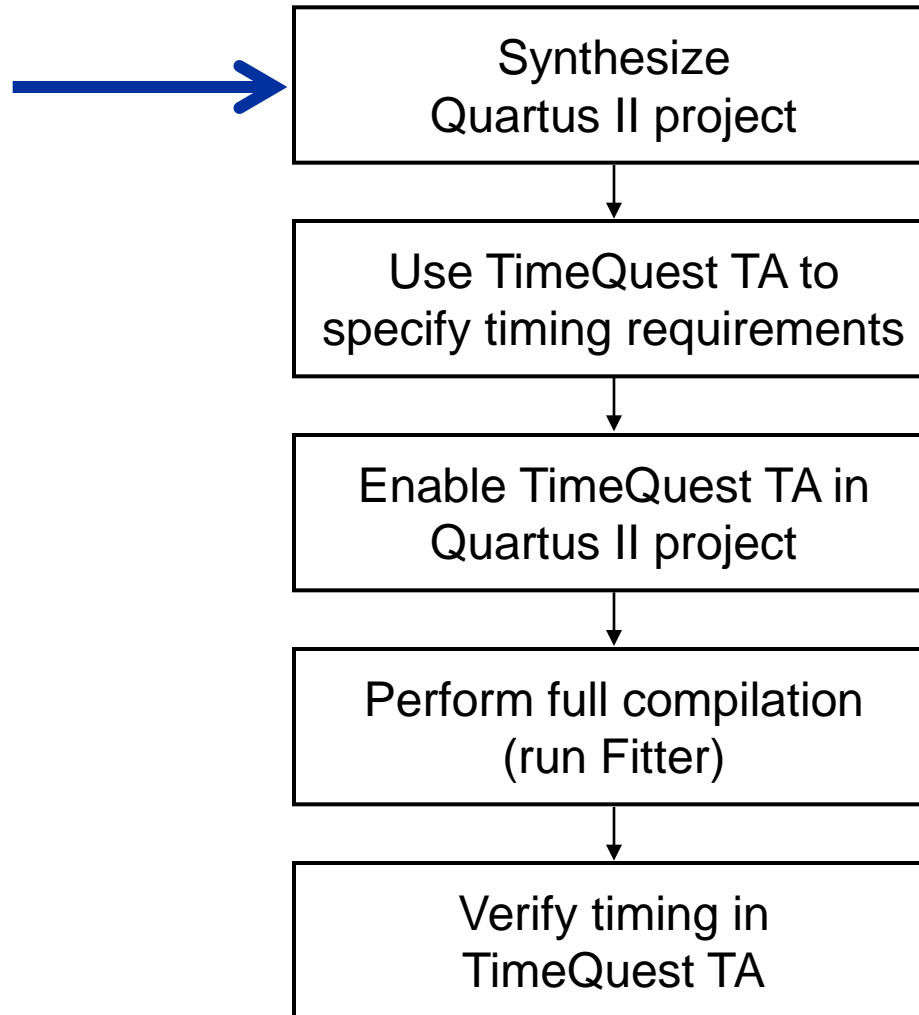 Synthesize
Quartus II project
Use TimeQuest TA to
specify timing requirements
Enable TimeQuest TA in
Quartus II project
Perform full compilation
(run Fitter)
Verify timing in
TimeQuest TA